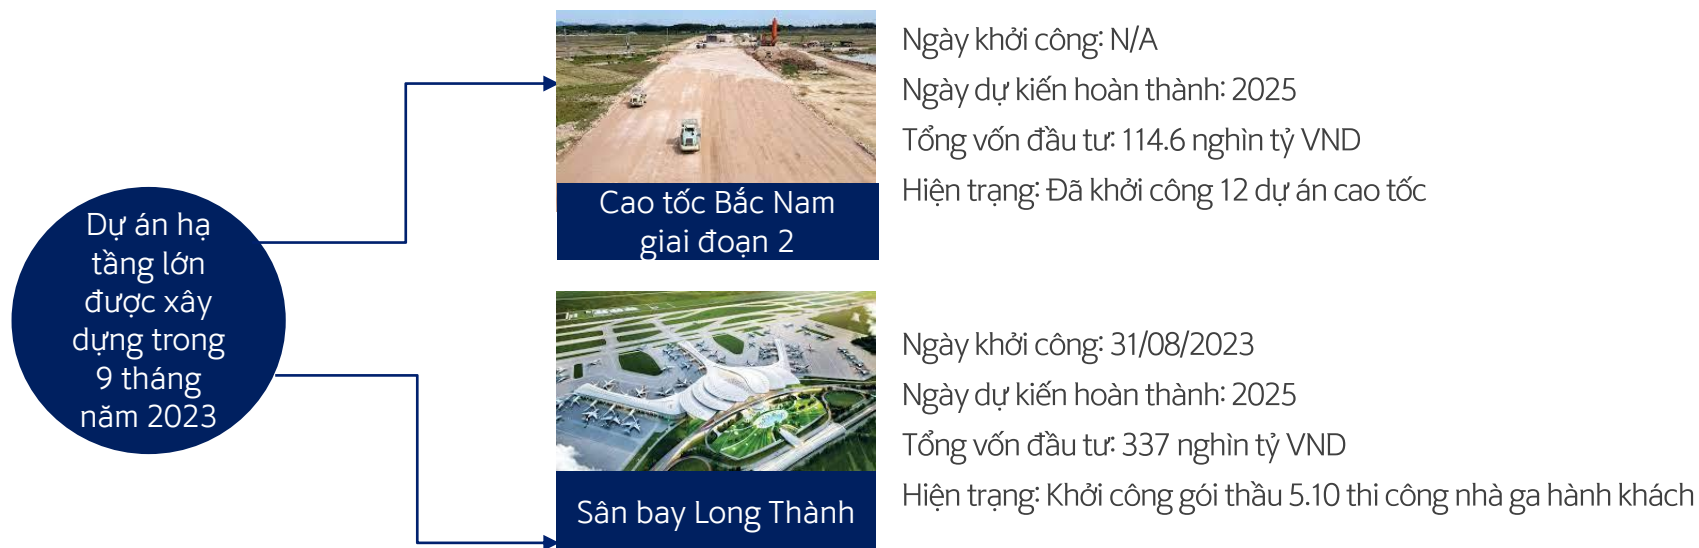 Dự án hạ
tầng lớn
được xây
dựng trong
9 tháng
năm 2023
Cao tốc Bắc Nam
giai đoạn 2
Ngày khởi công: N/A
Ngày dự kiến hoàn thành: 2025
Tổng vốn đầu tư: 114.6 nghìn tỷ VND
Hiện trạng: Đã khởi công 12 dự án cao tốc
Sân bay Long Thành
Ngày khởi công: 31/08/2023
Ngày dự kiến hoàn thành: 2025
Tổng vốn đầu tư: 337 nghìn tỷ VND
Hiện trạng: Khởi công gói thầu 5.10 thi công nhà ga hành khách